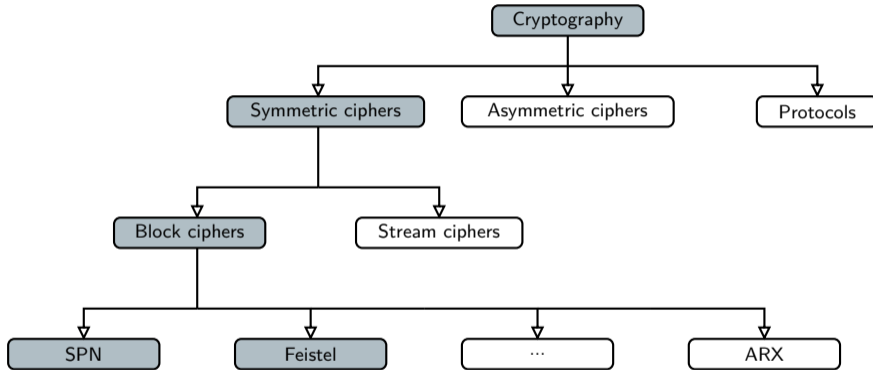 Cryptography
Symmetric ciphers
Asymmetric ciphers
Protocols
Block ciphers
Stream ciphers
SPN
Feistel
...
ARX